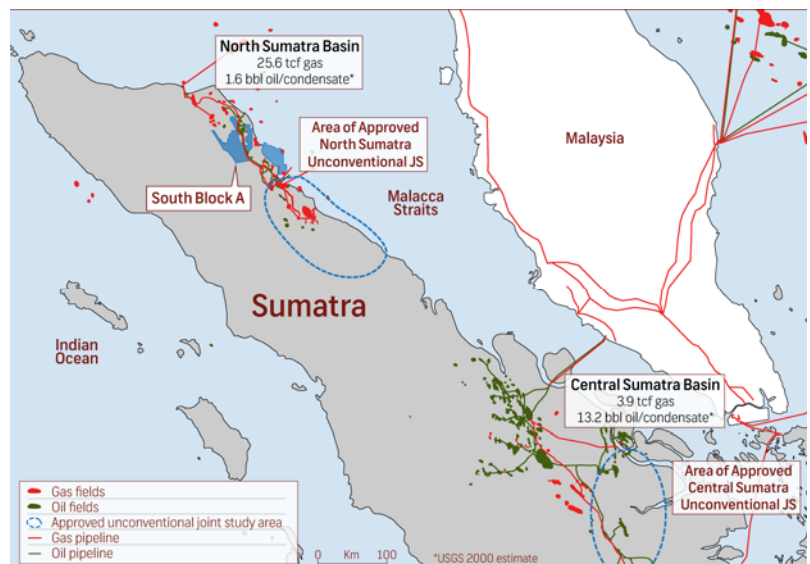 North Sumatra Basin
25.6 tcf gas
1.6 bbl oil/condensate*
Area of Approved
North Sumatra
Unconventional JS
Malaysia
South Block A
Malacca
Straits
Sumatra
Indian
Ocean
Central Sumatra Basin
3.9 tcf gas
13.2 bbl oil/condensate*
Area of Approved
Central Sumatra
Unconventional JS
Gas fields
Oil fields
Approved unconventional joint study area
Gas pipeline
Oil pipeline
0 Km 100
*USGS 2000 estimate